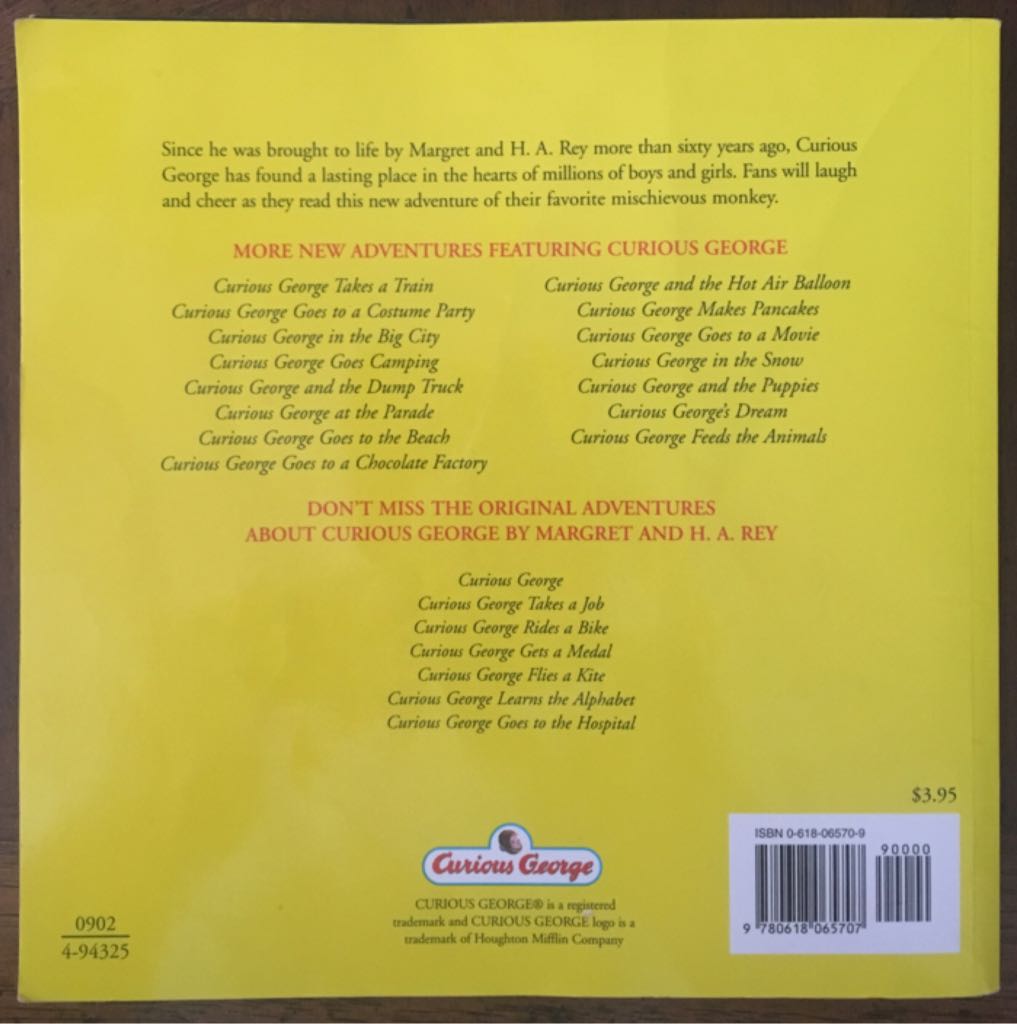 Since he was brought to life by Margret and H. A. Rey more than sixty years ago, Curious
George has found a lasting place in the hearts of millions of boys and girls. Fans will laugh
and cheer as they read this new adventure of their favorite mischievous monkey.
MORE NEW ADVENTURES FEATURING CURIOUS GEORGE
Curious George Takes a Train
Curious George Goes to a Costume Party
Curious George in the Big City
Curious George Goes Camping
Curious George and the Dump Truck
Curious George at the Parade
Curious George Goes to the Beach
Curious George Goes to a Chocolate Factory
Curious George and the Hot Air Balloon
Curious George Makes Pancakes
Curious George Goes to a Movie
Curious George in the Snow
Curious George and the Puppies
Curious George's Dream
Curious George Feeds the Animals
DON'T MISS THE ORIGINAL ADVENTURES
ABOUT CURIOUS GEORGE BY MARGRET AND H. A. REY
Curious George
Curious George Takes a Job
Curious George Rides a Bike
Curious George Gets a Medal
Curious George Flies a Kite
Curious George Learns the Alphabet
Curious George Goes to the Hospital
$3.95
ISBN 0-618-06570-9
90000
9 780618 065707
Curious George
CURIOUS GEORGE® is a registered
trademark and CURIOUS GEORGE logo is a
trademark of Houghton Mifflin Company
0902
4-94325